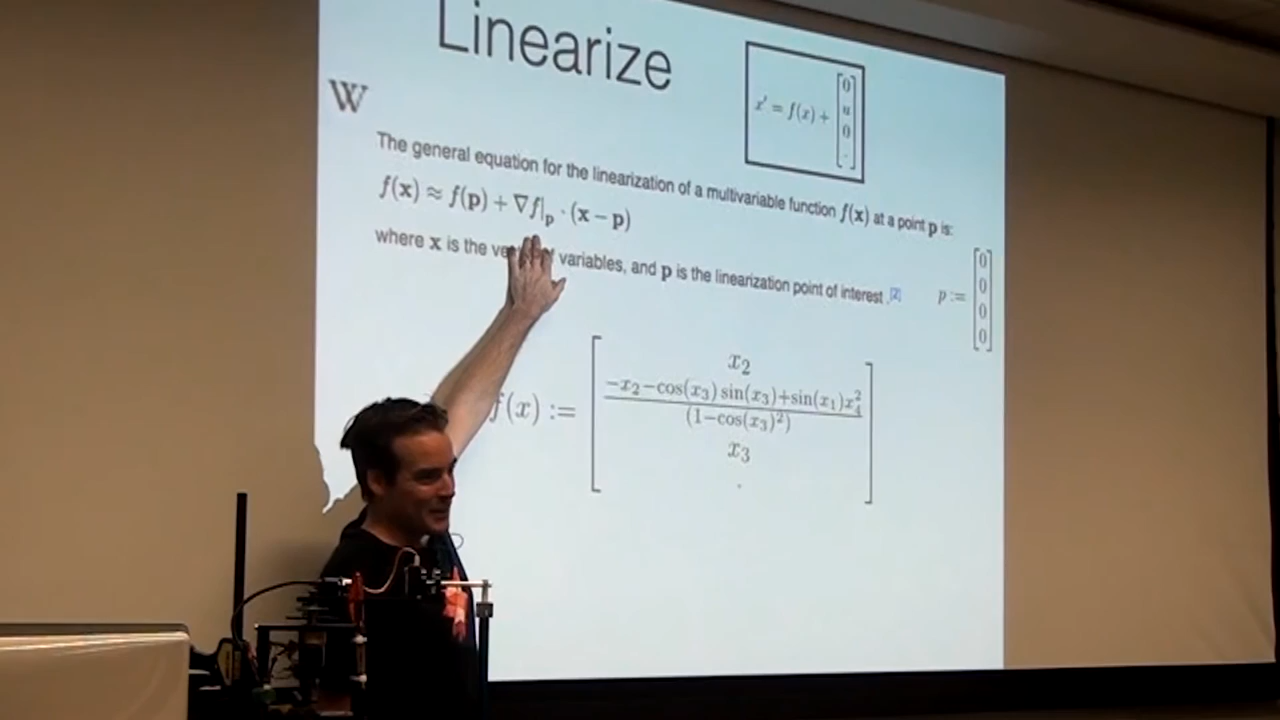 Linearize
W
x' = f(x) + [0 u 0 .]
The general equation for the linearization of a multivariable function f(x) at a point p is:
f(x) ≈ f(p) + ∇f|p · (x − p)
where x is the variables, and p is the linearization point of interest .[2]
p := [0 0 0 0]
f(x) :=
x₂
−x₂−cos(x₃) sin(x₃)+sin(x₁)x₄²
(1−cos(x₃)²)
x₃
.